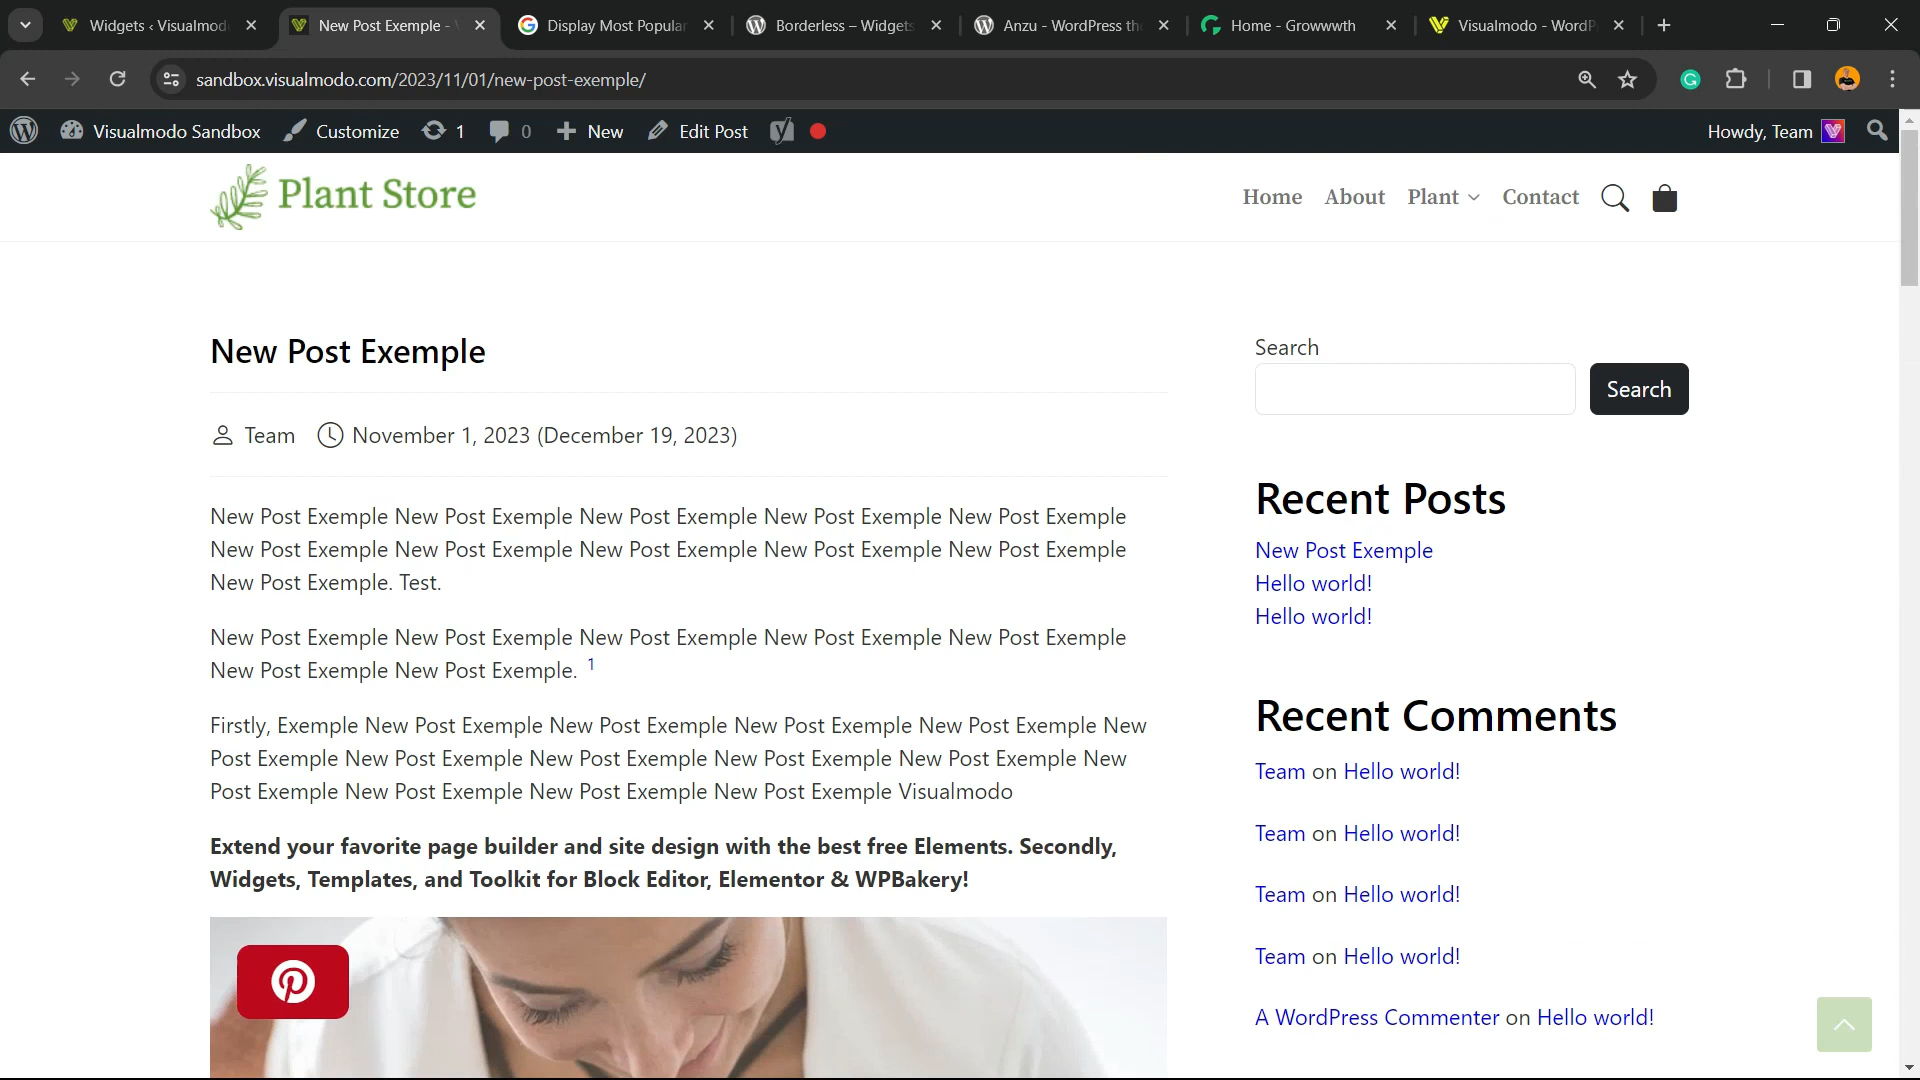 Widgets ‹ Visualmod
New Post Exemple -
Display Most Popular
Borderless – Widgets
Anzu - WordPress th
Home - Growwwth
Visualmodo - WordP
sandbox.visualmodo.com/2023/11/01/new-post-exemple/
Visualmodo Sandbox
Customize
1
0
New
Edit Post
Howdy, Team
Plant Store
Home
About
Plant
Contact
New Post Exemple
Team
November 1, 2023 (December 19, 2023)
New Post Exemple New Post Exemple New Post Exemple New Post Exemple New Post Exemple
New Post Exemple New Post Exemple New Post Exemple New Post Exemple New Post Exemple
New Post Exemple. Test.
New Post Exemple New Post Exemple New Post Exemple New Post Exemple New Post Exemple
New Post Exemple New Post Exemple. 1
Firstly, Exemple New Post Exemple New Post Exemple New Post Exemple New Post Exemple New
Post Exemple New Post Exemple New Post Exemple New Post Exemple New Post Exemple New
Post Exemple New Post Exemple New Post Exemple New Post Exemple Visualmodo
Extend your favorite page builder and site design with the best free Elements. Secondly,
Widgets, Templates, and Toolkit for Block Editor, Elementor & WPBakery!
Search
Search
Recent Posts
New Post Exemple
Hello world!
Hello world!
Recent Comments
Team on Hello world!
Team on Hello world!
Team on Hello world!
Team on Hello world!
A WordPress Commenter on Hello world!